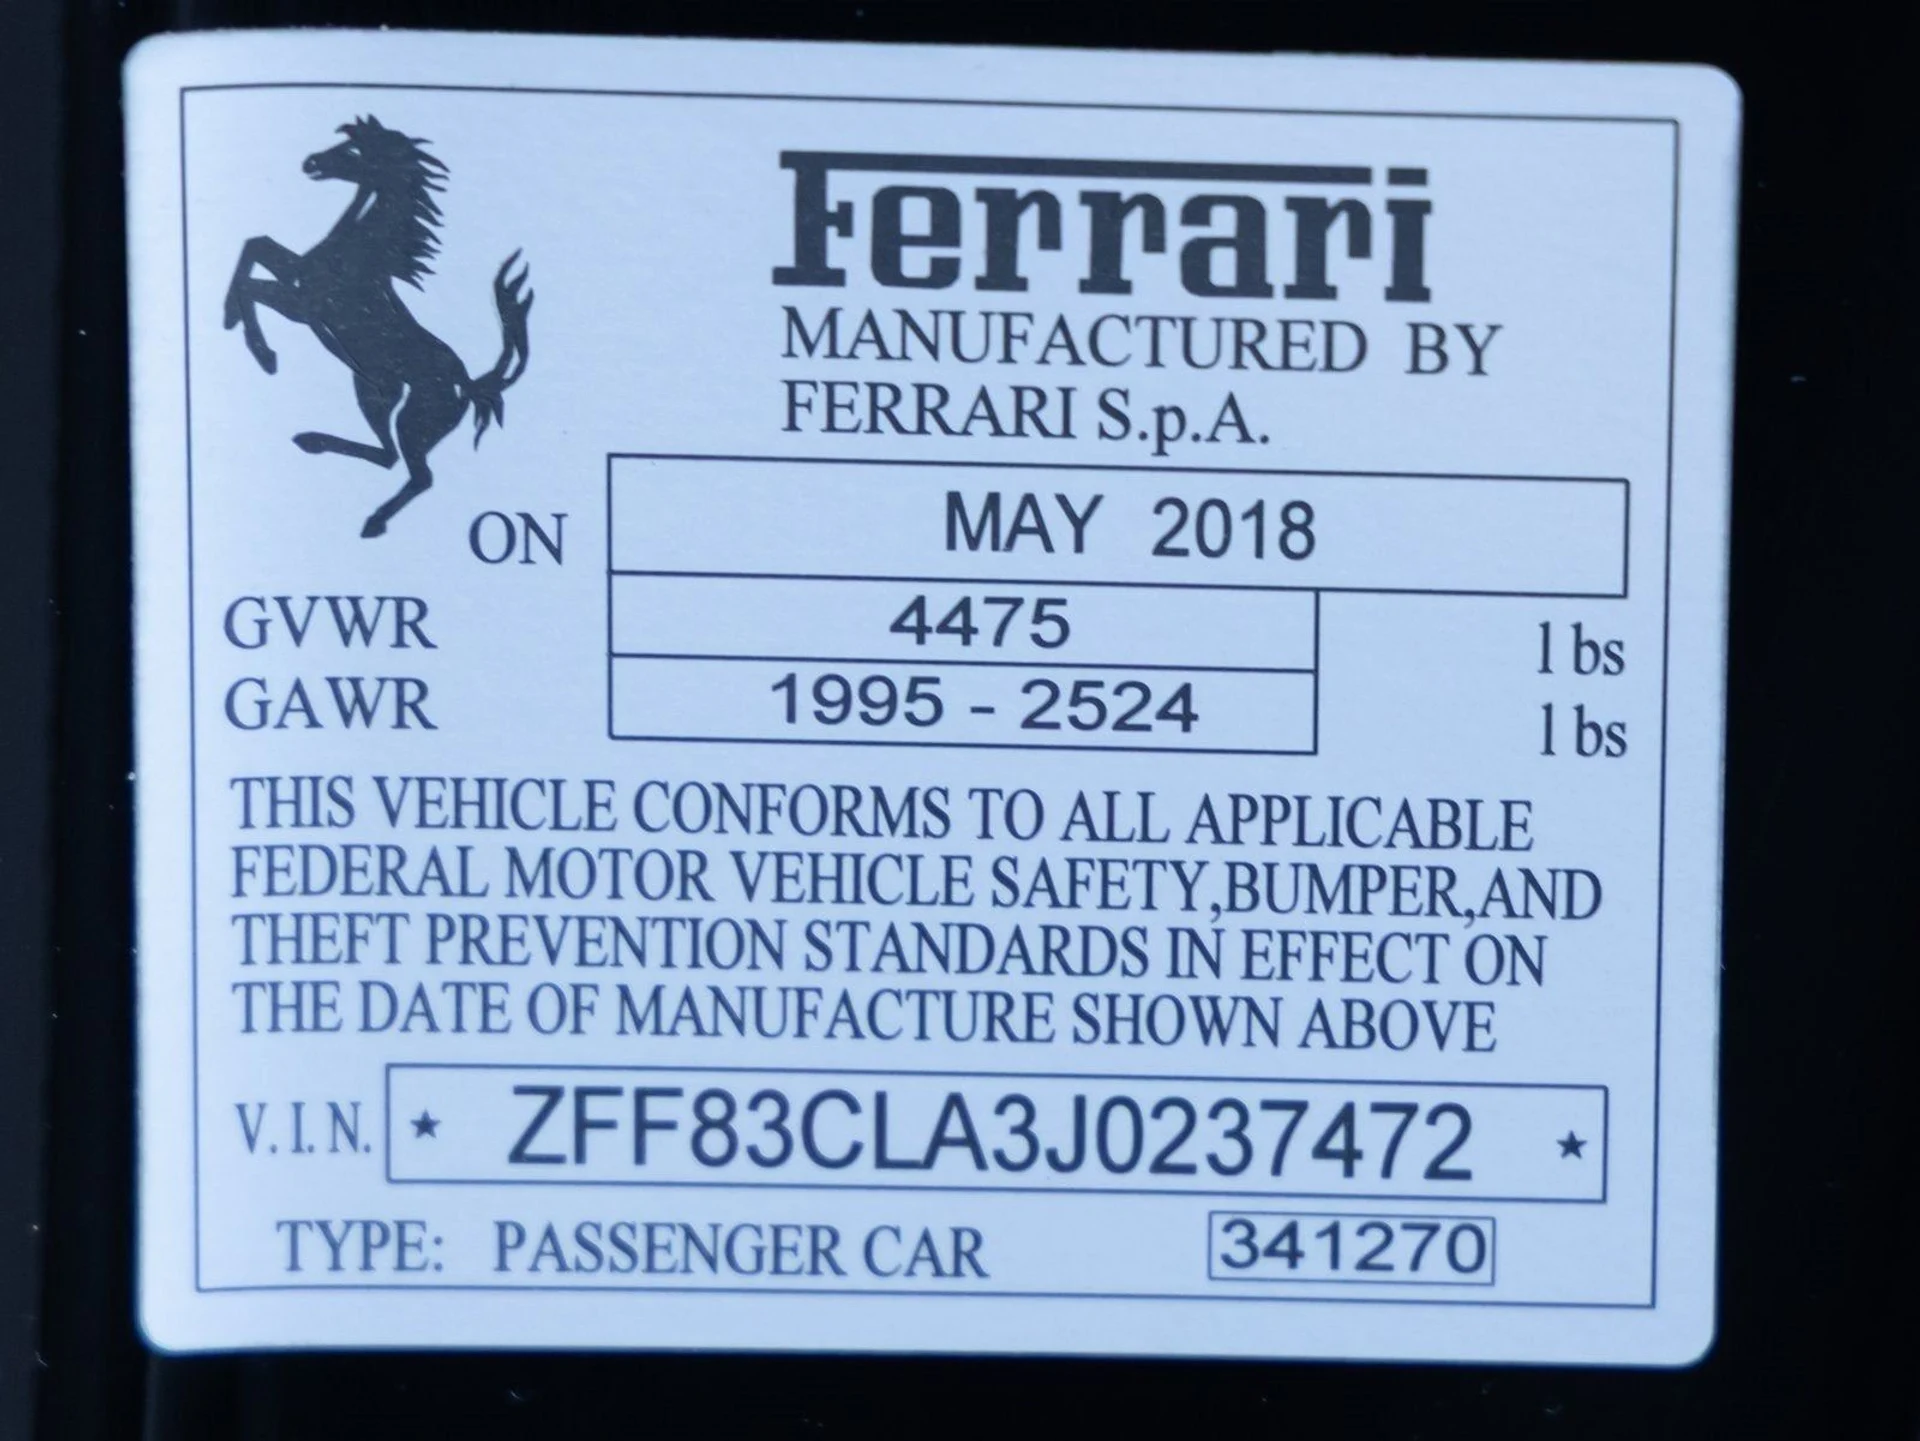 Ferrari
MANUFACTURED BY
FERRARI S.p.A.
ON MAY 2018
GVWR 4475 lbs
GAWR 1995 - 2524 lbs
THIS VEHICLE CONFORMS TO ALL APPLICABLE
FEDERAL MOTOR VEHICLE SAFETY,BUMPER,AND
THEFT PREVENTION STANDARDS IN EFFECT ON
THE DATE OF MANUFACTURE SHOWN ABOVE
V.I.N. ★ ZFF83CLA3J0237472 ★
TYPE: PASSENGER CAR 341270